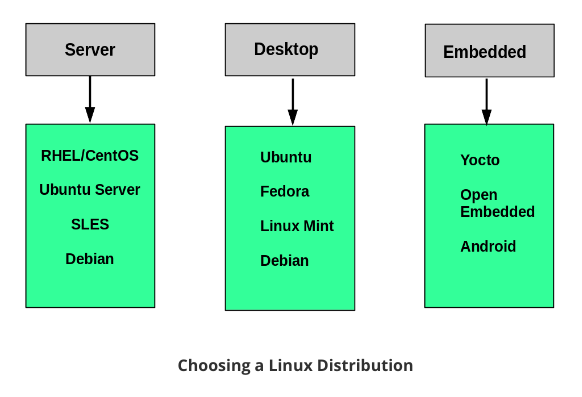 Server
RHEL/CentOS
Ubuntu Server
SLES
Debian
Desktop
Ubuntu
Fedora
Linux Mint
Debian
Embedded
Yocto
Open
Embedded
Android
Choosing a Linux Distribution